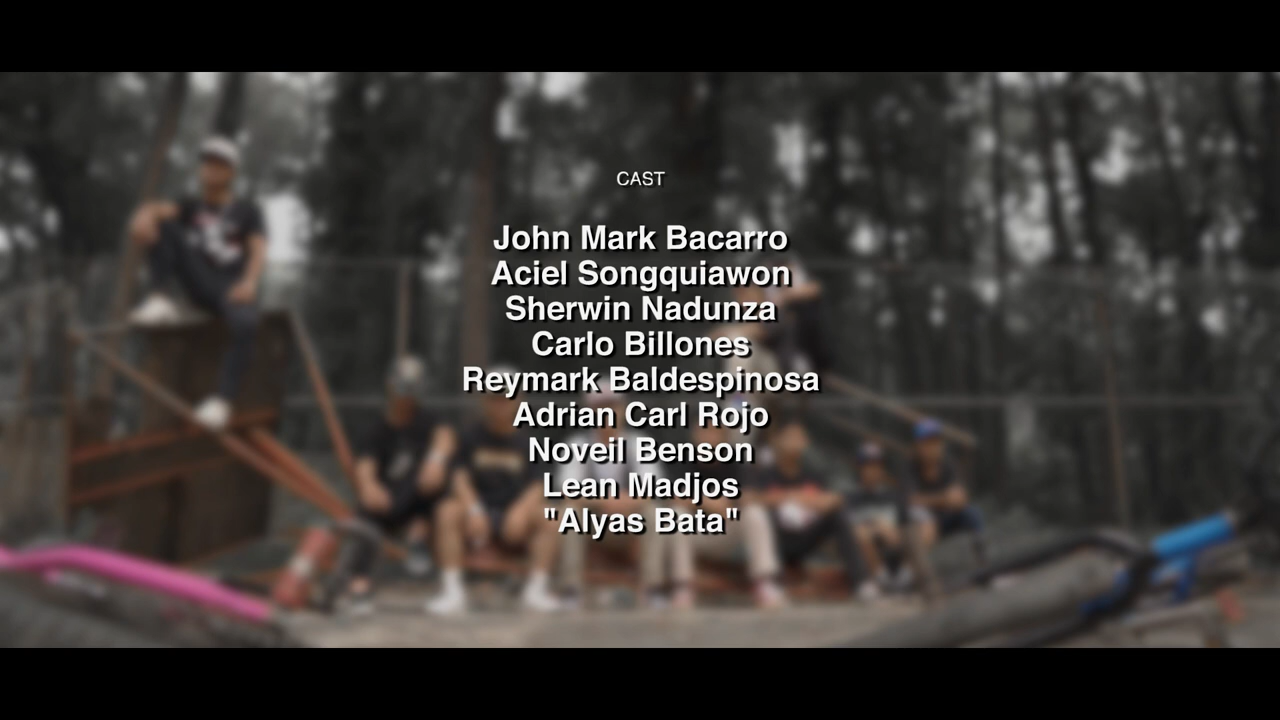 CAST
John Mark Bacarro
Aciel Songquiawon
Sherwin Nadunza
Carlo Billones
Reymark Baldespinosa
Adrian Carl Rojo
Noveil Benson
Lean Madjos
"Alyas Bata"